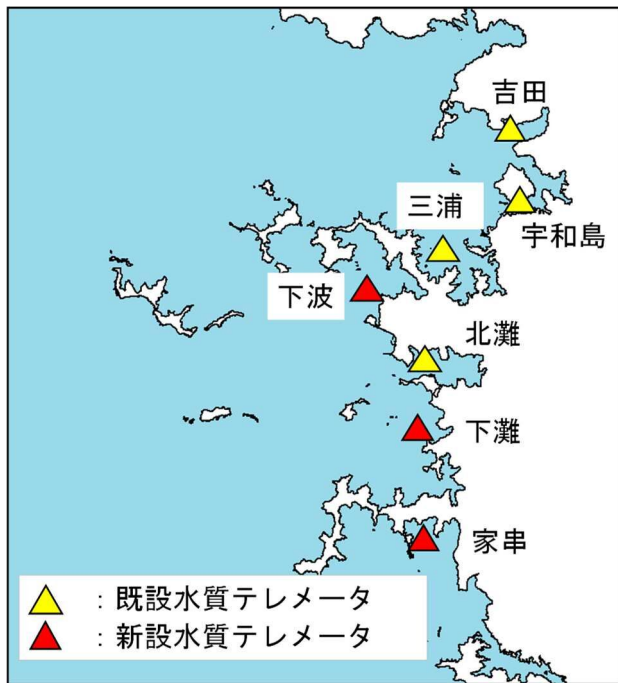 吉田
三浦
宇和島
下波
北灘
下灘
家串
：既設水質テレメータ
：新設水質テレメータ